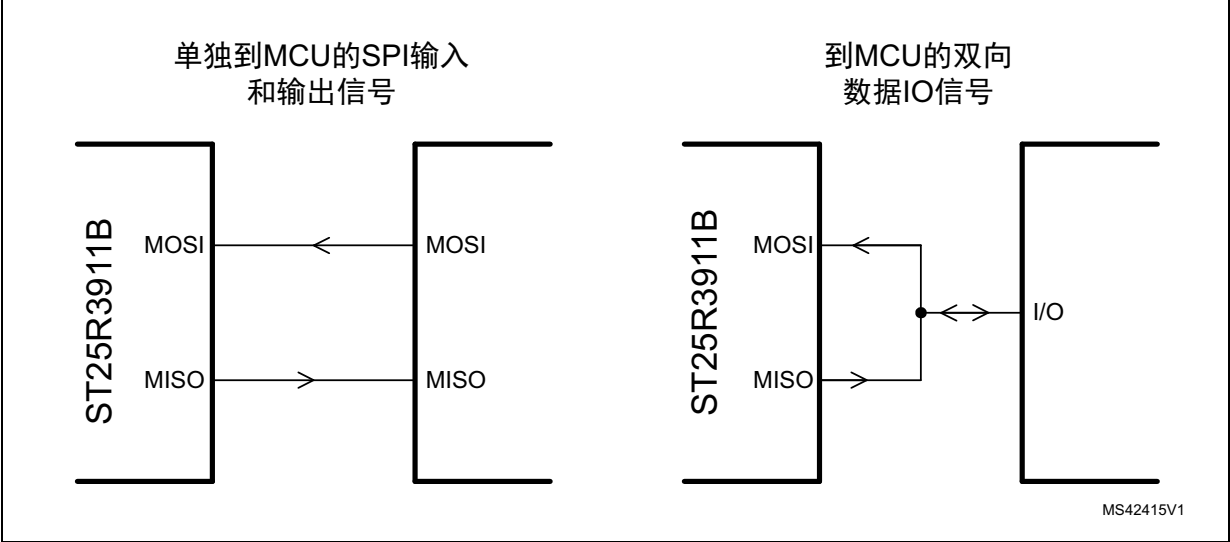 单独到MCU的SPI输入
和输出信号
ST25R3911B
MOSI
MOSI
MISO
MISO
到MCU的双向
数据IO信号
ST25R3911B
MOSI
I/O
MISO
MS42415V1